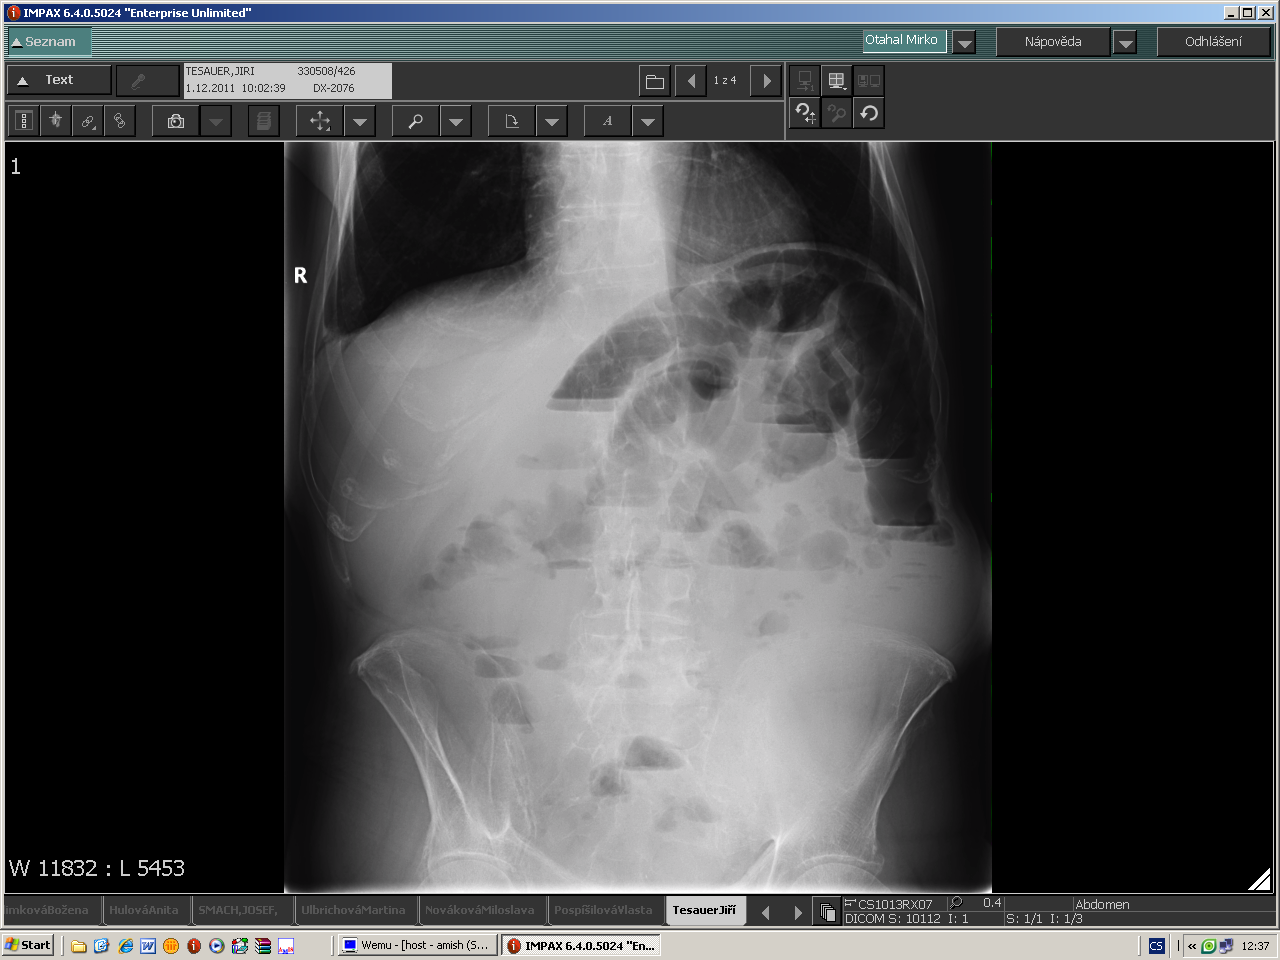 IMPAX 6.4.0.5024 "Enterprise Unlimited"
Seznam
Otahal Mirko
Nápověda
Odhlášení
Text
TESAUER,JIRI 330508/426
1.12.2011 10:02:39 DX-2076
1 z 4
A
1
R
W 11832 : L 5453
limkováBožena
HulováAnita
SMACH,JOSEF,
UlbrichováMartina
NovákováMiloslava
PospíšilováVlasta
TesauerJiří
CS1013RX07 0.4 Abdomen
DICOM S: 10112 I: 1 S: 1/1 I: 1/3
Start
Wemu - [host - amish (S...
IMPAX 6.4.0.5024 "En...
CS
«
12:37